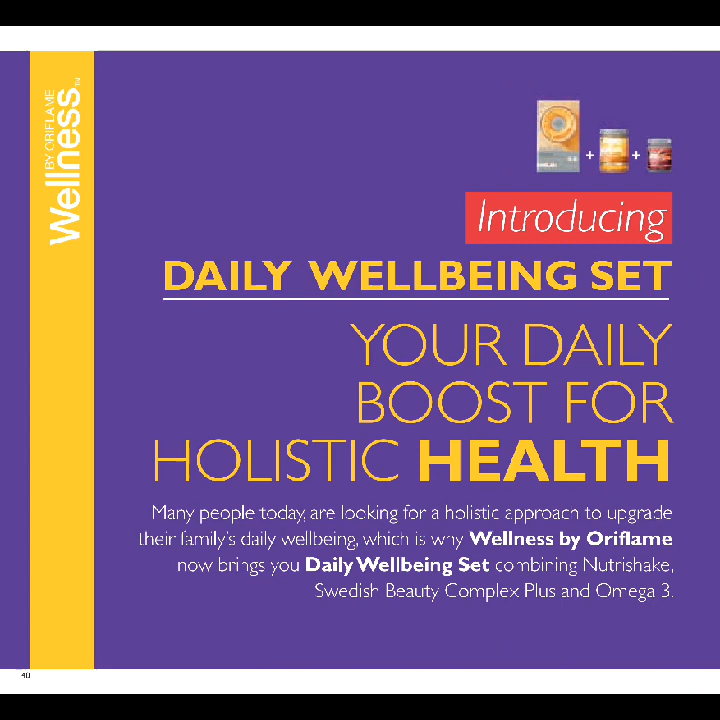 Wellness™
BY ORIFLAME
+ +
Introducing
DAILY WELLBEING SET
YOUR DAILY
BOOST FOR
HOLISTIC HEALTH
Many people today, are looking for a holistic approach to upgrade
their family's daily wellbeing, which is why Wellness by Oriflame
now brings you Daily Wellbeing Set combining Nutrishake,
Swedish Beauty Complex Plus and Omega 3.
40